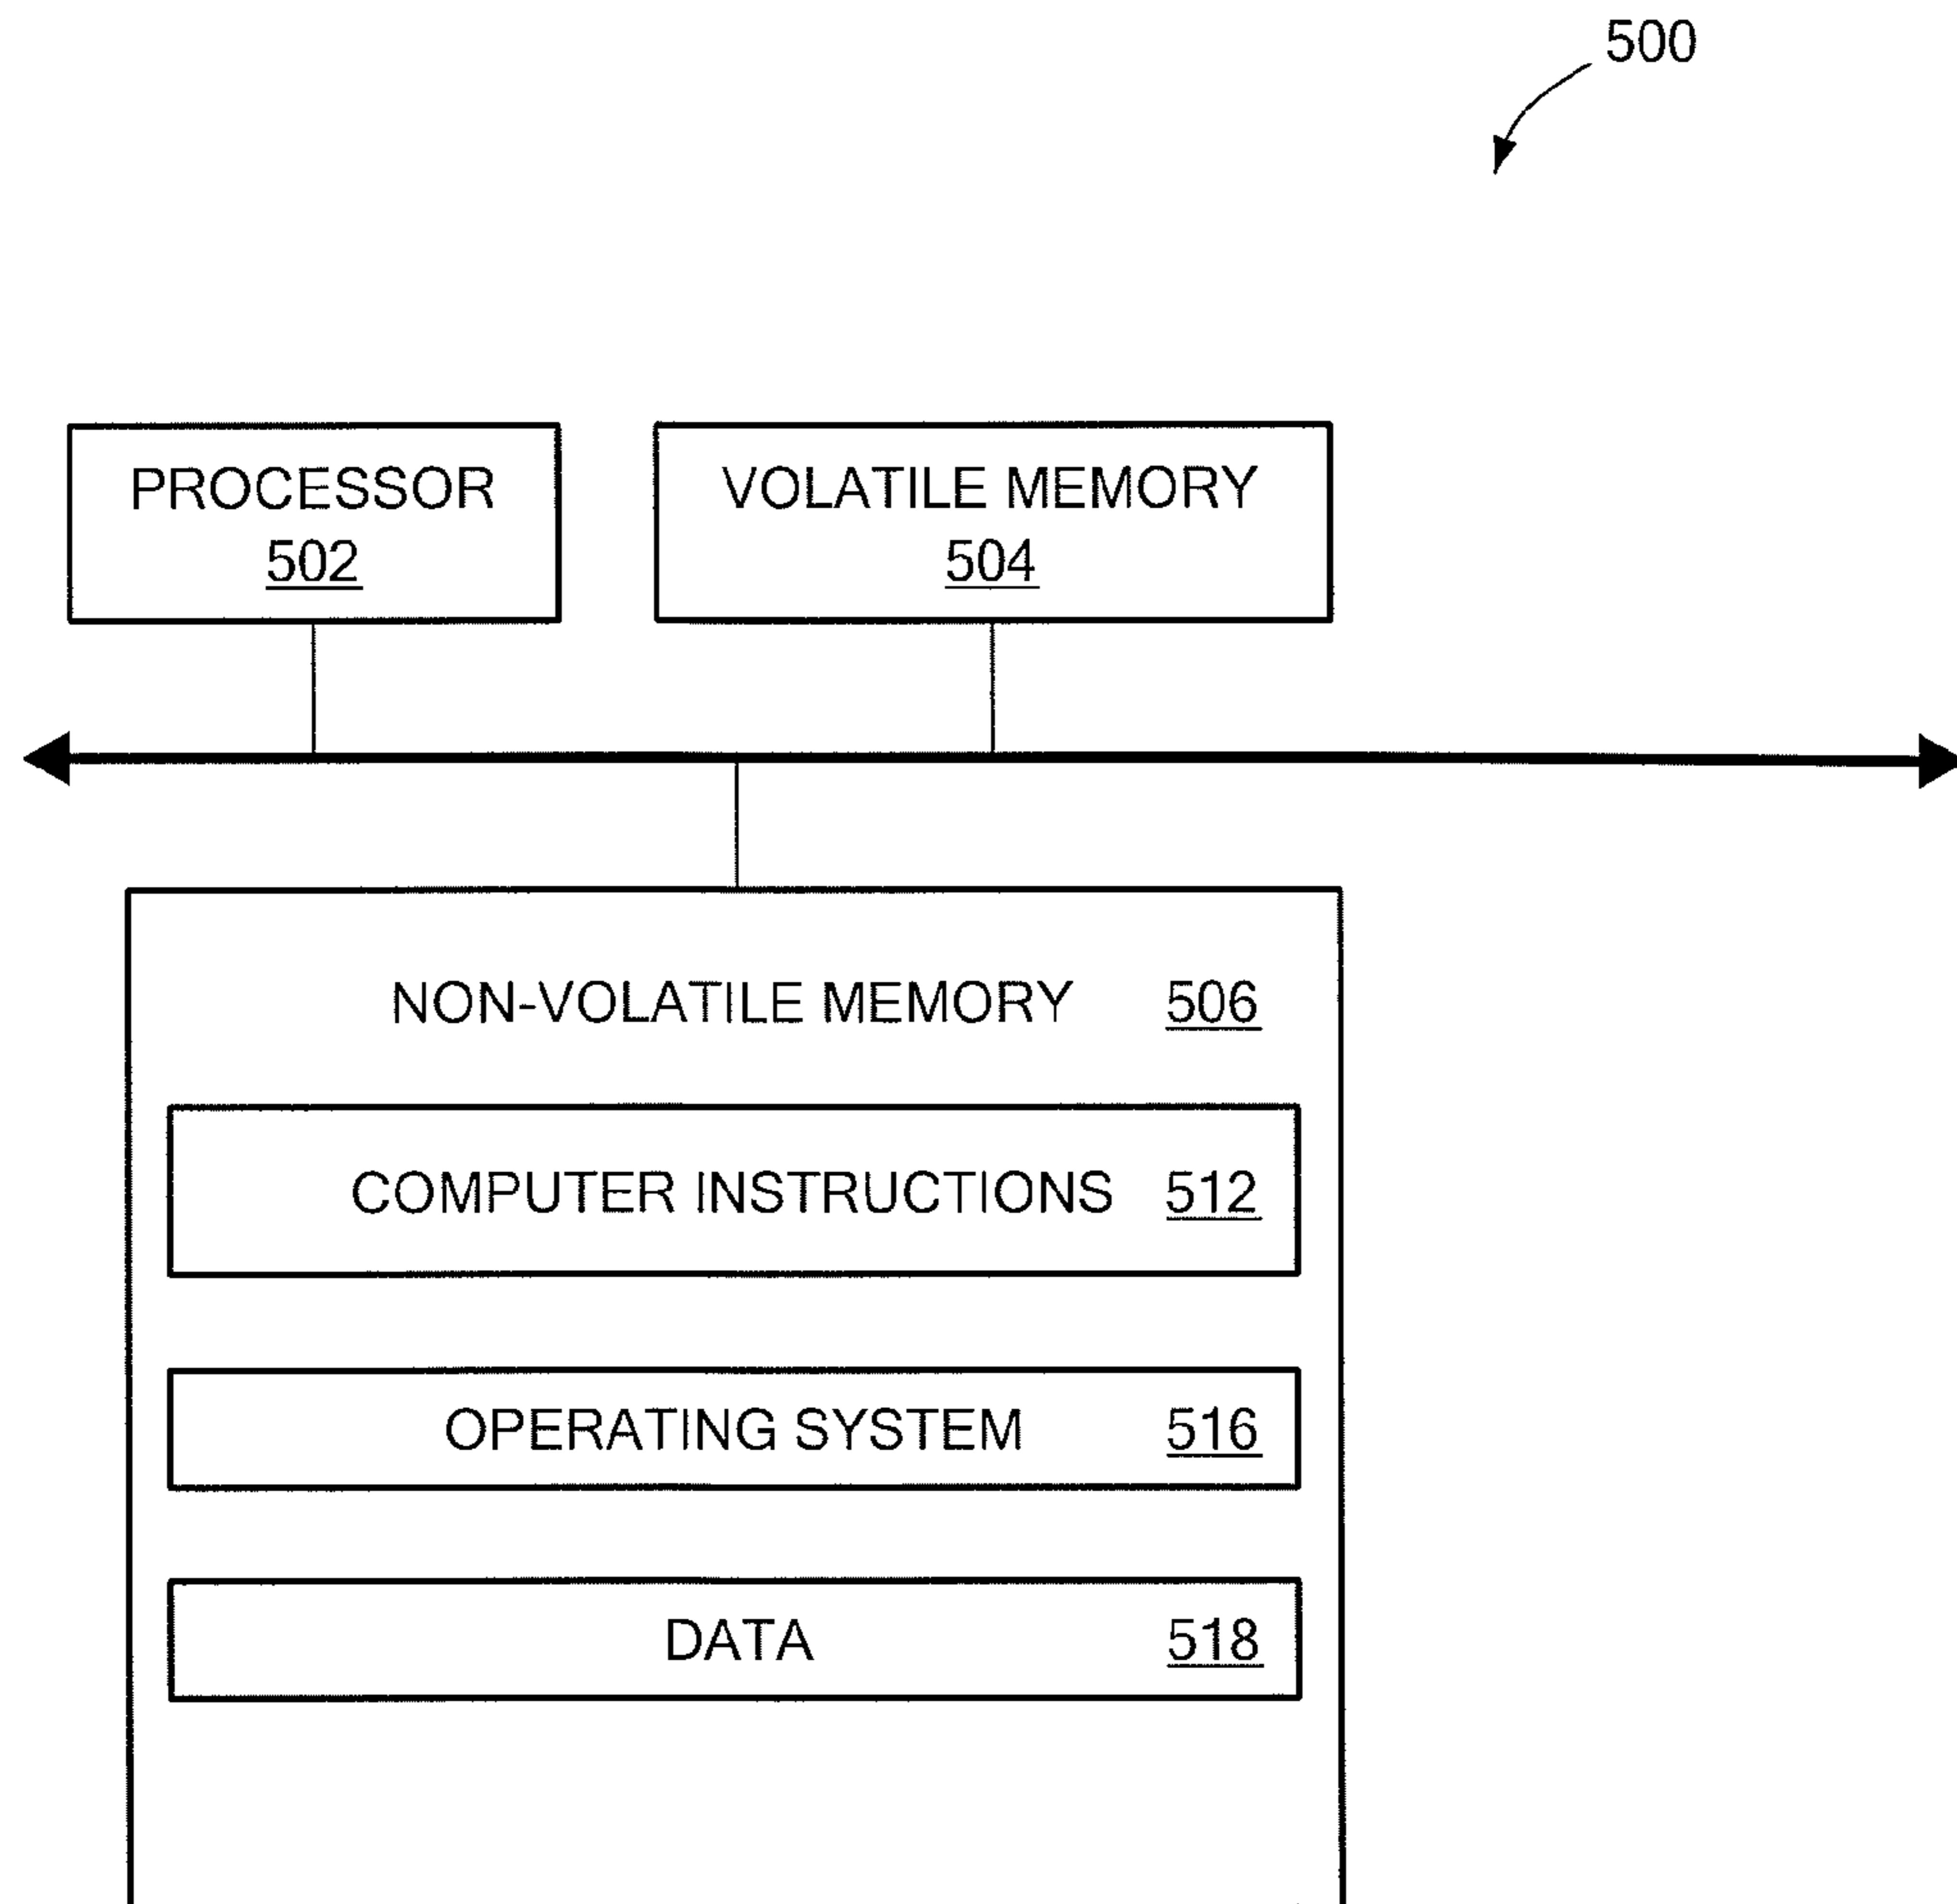 500
PROCESSOR
502
VOLATILE MEMORY
504
NON-VOLATILE MEMORY 506
COMPUTER INSTRUCTIONS 512
OPERATING SYSTEM 516
DATA 518